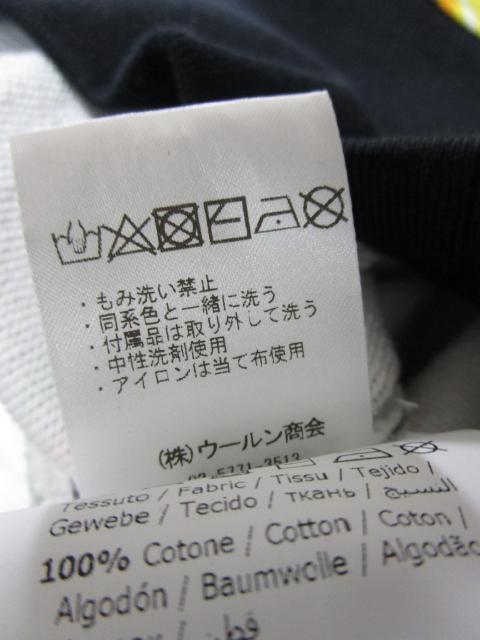 ・もみ洗い禁止
・同系色と一緒に洗う
・付属品は取り外して洗う
・中性洗剤使用
・アイロンは当て布使用
(株)ウールン商会
Tessuto / Fabric / Tissu / Tejido /
Gewebe / Tecido / ткань / النسيج /
100% Cotone / Cotton / Coton /
Algodón / Baumwolle / Algodão
قطن